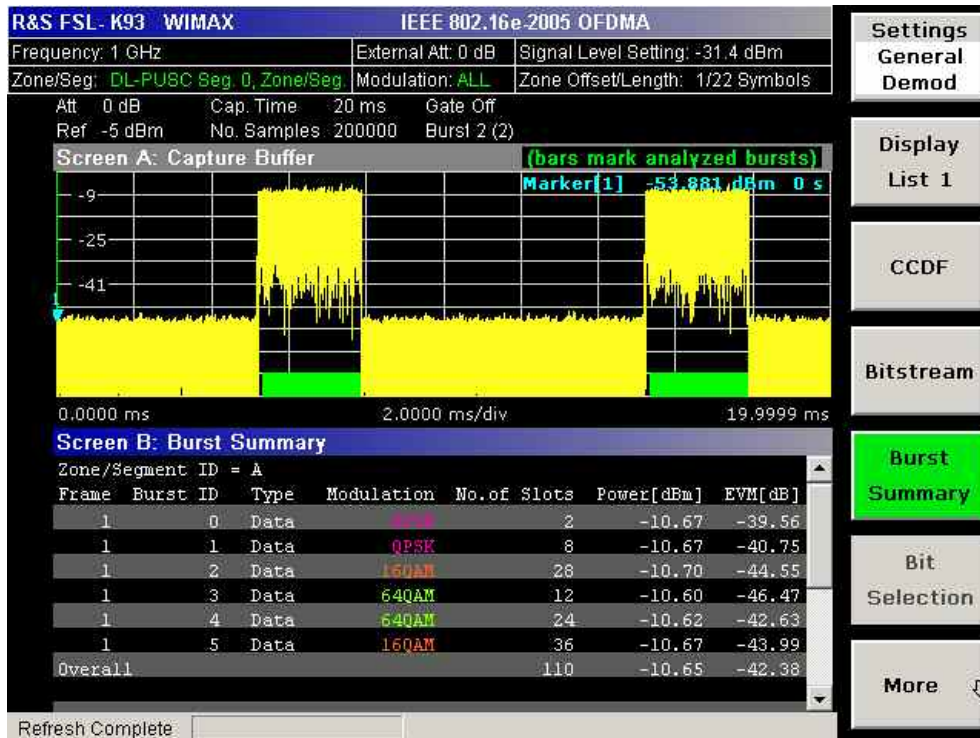 R&S FSL-K93 WIMAX IEEE 802.16e-2005 OFDMA
Frequency: 1 GHz External Att: 0 dB Signal Level Setting: -31.4 dBm
Zone/Seg: DL-PUSC Seg. 0, Zone/Seg. Modulation: ALL Zone Offset/Length: 1/22 Symbols
Att 0 dB Cap. Time 20 ms Gate Off
Ref -5 dBm No. Samples 200000 Burst 2 (2)
Screen A: Capture Buffer (bars mark analyzed bursts)
Marker[1] -53.881 dBm 0 s
-9
-25
-41
1
0.0000 ms 2.0000 ms/div 19.9999 ms
Screen B: Burst Summary
Zone/Segment ID = A
Frame Burst ID Type Modulation No.of Slots Power[dBm] EVM[dB]
1 0 Data 2 -10.67 -39.56
1 1 Data QPSK 8 -10.67 -40.75
1 2 Data 16QAM 28 -10.70 -44.55
1 3 Data 64QAM 12 -10.60 -46.47
1 4 Data 64QAM 24 -10.62 -42.63
1 5 Data 16QAM 36 -10.67 -43.99
Overall 110 -10.65 -42.38
Refresh Complete
Settings
General
Demod
Display
List 1
CCDF
Bitstream
Burst
Summary
Bit
Selection
More